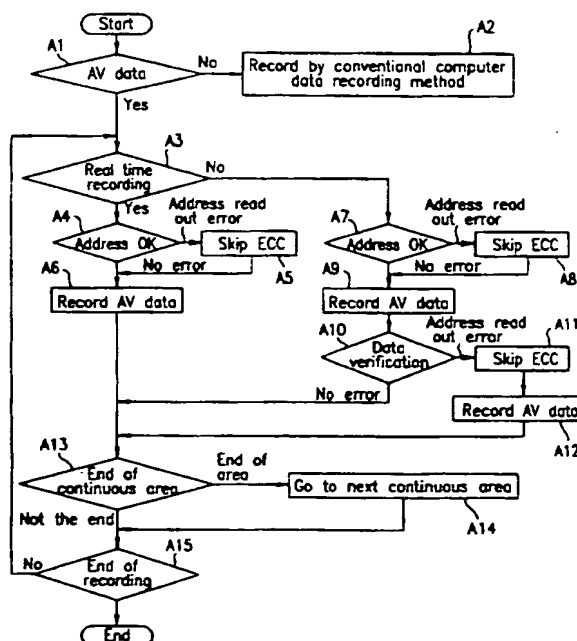 Start
A1
A2
AV data
No
Record by conventional computer
data recording method
Yes
A3
Real time
recording
No
Yes
A4
Address read
out error
A7
Address read
out error
Address OK
Skip ECC
Address OK
Skip ECC
A6
No error
A5
A9
No error
A8
Record AV data
Record AV data
A10
Address read
out error
A11
Data
verification
Skip ECC
No error
Record AV data
A12
A13
End of
continuous area
End of
area
Go to next continuous area
Not the end
A14
A15
No
End of
recording
End